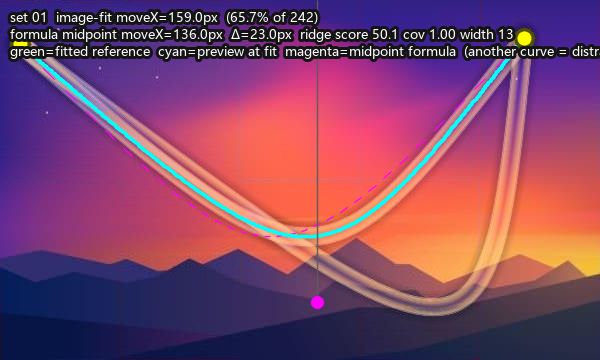 set 01  image-fit moveX=159.0px  (65.7% of 242)
formula midpoint moveX=136.0px  Δ=23.0px  ridge score 50.1 cov 1.00 width 13
green=fitted reference  cyan=preview at fit  magenta=midpoint formula  (another curve = distra